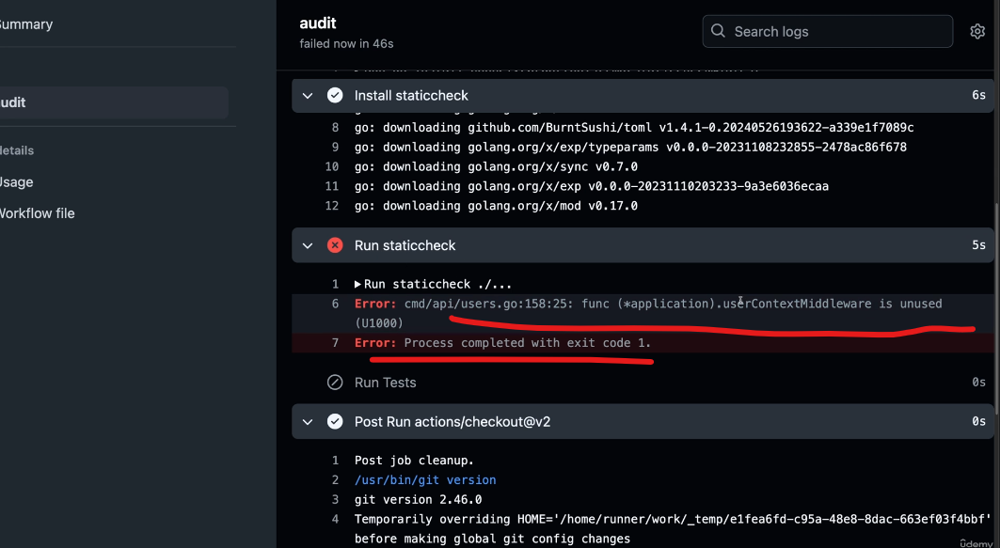 Summary
audit
failed now in 46s
Search logs
audit
Install staticcheck 6s
8 go: downloading github.com/BurntSushi/toml v1.4.1-0.20240526193622-a339e1f7089c
9 go: downloading golang.org/x/exp/typeparams v0.0.0-20231108232855-2478ac86f678
10 go: downloading golang.org/x/sync v0.7.0
11 go: downloading golang.org/x/exp v0.0.0-20231110203233-9a3e6036ecaa
12 go: downloading golang.org/x/mod v0.17.0
details
Usage
Workflow file
Run staticcheck 5s
1 Run staticcheck ./...
6 Error: cmd/api/users.go:158:25: func (*application).userContextMiddleware is unused
(U1000)
7 Error: Process completed with exit code 1.
Run Tests 0s
Post Run actions/checkout@v2 0s
1 Post job cleanup.
2 /usr/bin/git version
3 git version 2.46.0
4 Temporarily overriding HOME='/home/runner/work/_temp/e1fea6fd-c95a-48e8-8dac-663ef03f4bbf'
before making global git config changes
ûdemy